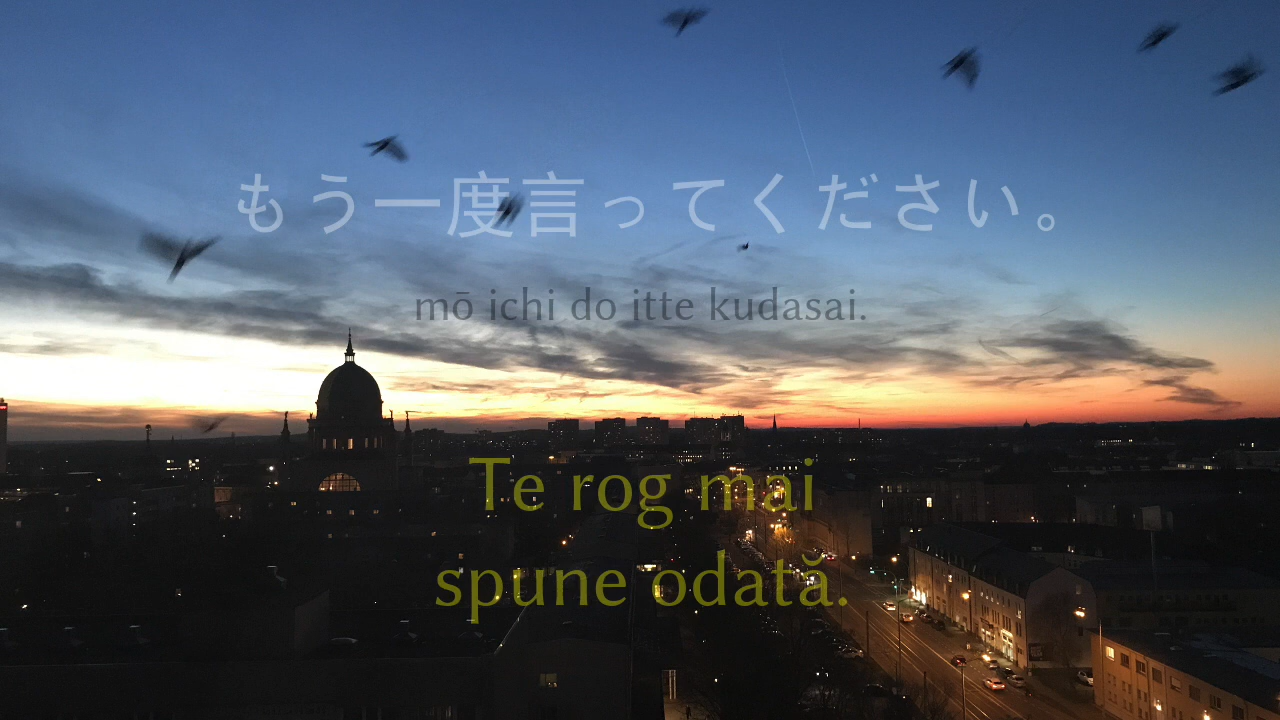 もう一度言ってください。
mō ichi do itte kudasai.
Te rog mai
spune odată.